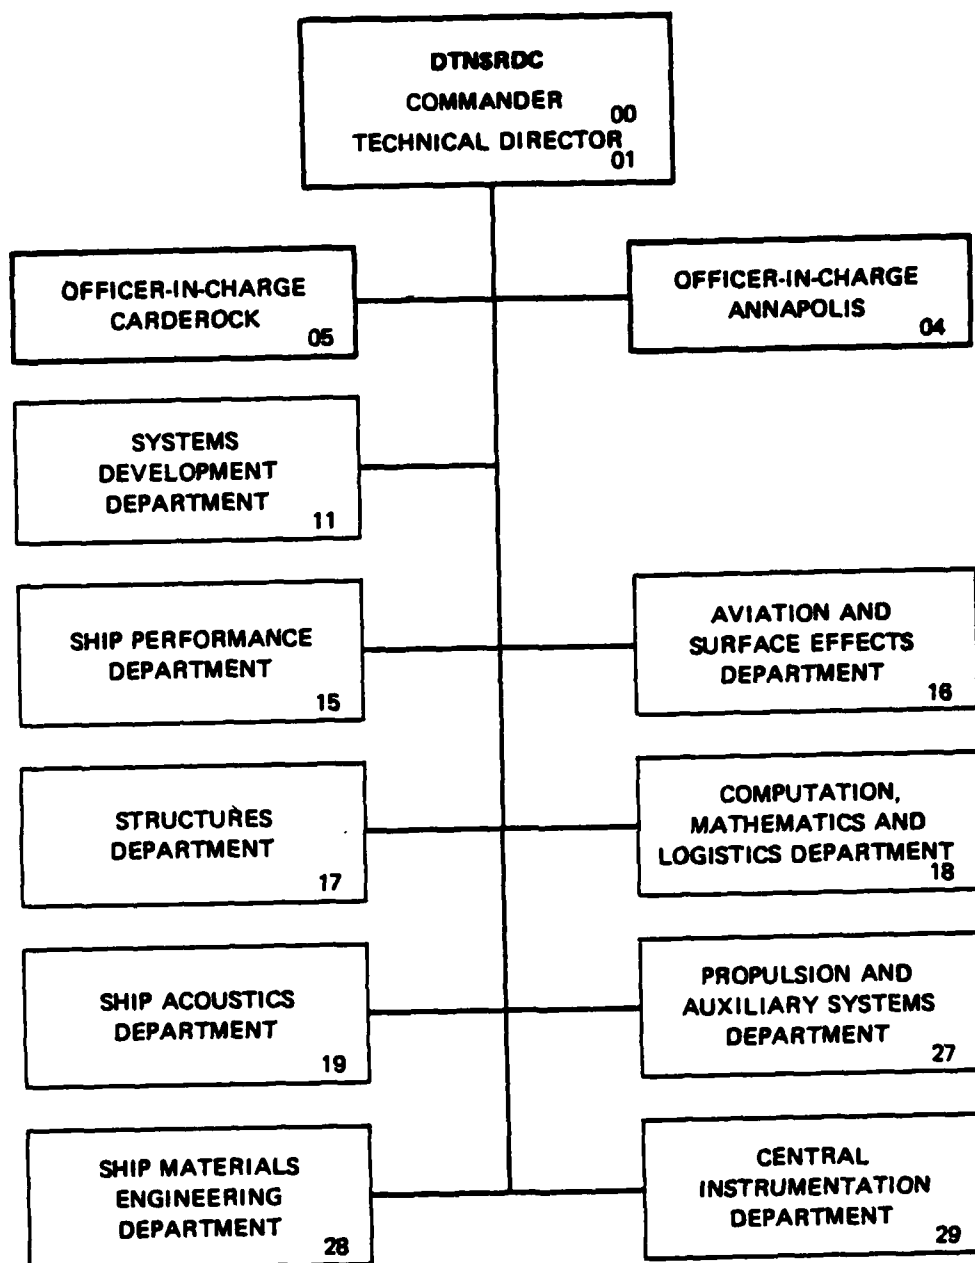 DTNSRDC
COMMANDER 00
TECHNICAL DIRECTOR 01
OFFICER-IN-CHARGE
CARDEROCK 05
OFFICER-IN-CHARGE
ANNAPOLIS 04
SYSTEMS
DEVELOPMENT
DEPARTMENT 11
SHIP PERFORMANCE
DEPARTMENT 15
AVIATION AND
SURFACE EFFECTS
DEPARTMENT 16
STRUCTURES
DEPARTMENT 17
COMPUTATION,
MATHEMATICS AND
LOGISTICS DEPARTMENT 18
SHIP ACOUSTICS
DEPARTMENT 19
PROPULSION AND
AUXILIARY SYSTEMS
DEPARTMENT 27
SHIP MATERIALS
ENGINEERING
DEPARTMENT 28
CENTRAL
INSTRUMENTATION
DEPARTMENT 29